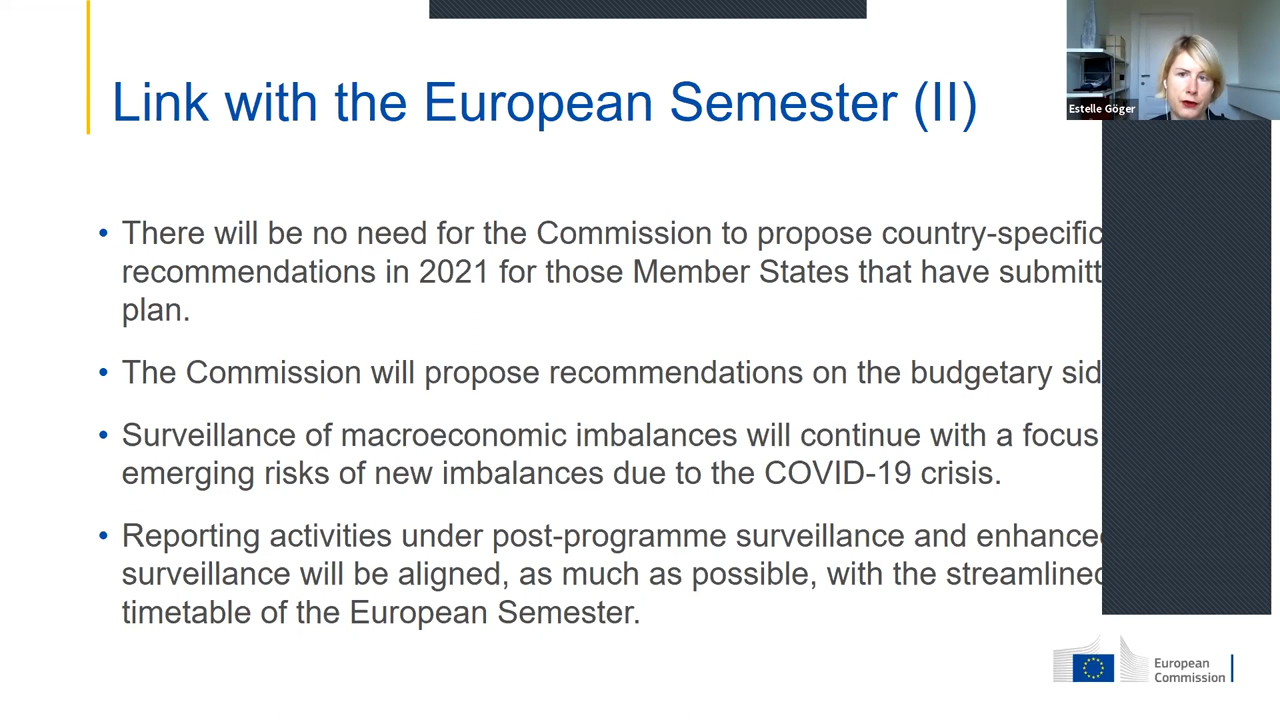 Link with the European Semester (II)
Estelle Göger
• There will be no need for the Commission to propose country-specific
recommendations in 2021 for those Member States that have submitt
plan.
• The Commission will propose recommendations on the budgetary sid
• Surveillance of macroeconomic imbalances will continue with a focus
emerging risks of new imbalances due to the COVID-19 crisis.
• Reporting activities under post-programme surveillance and enhance
surveillance will be aligned, as much as possible, with the streamline
timetable of the European Semester.
European
Commission